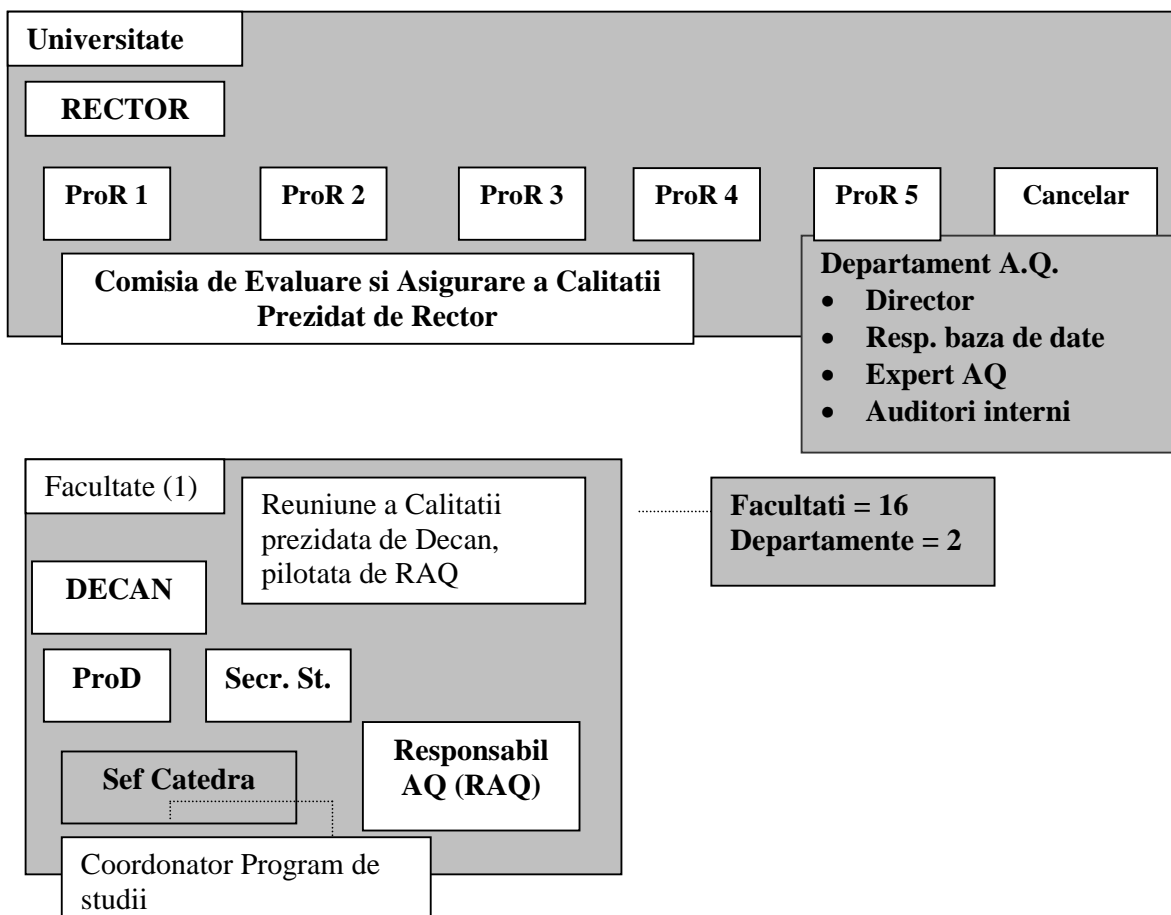 Universitate
RECTOR
ProR 1
ProR 2
ProR 3
ProR 4
ProR 5
Cancelar
Comisia de Evaluare si Asigurare a Calitatii
Prezidat de Rector
Departament A.Q.
• Director
• Resp. baza de date
• Expert AQ
• Auditori interni
Facultate (1)
Reuniune a Calitatii
prezidata de Decan,
pilotata de RAQ
Facultati = 16
Departamente = 2
DECAN
ProD
Secr. St.
Responsabil
AQ (RAQ)
Sef Catedra
Coordonator Program de
studii